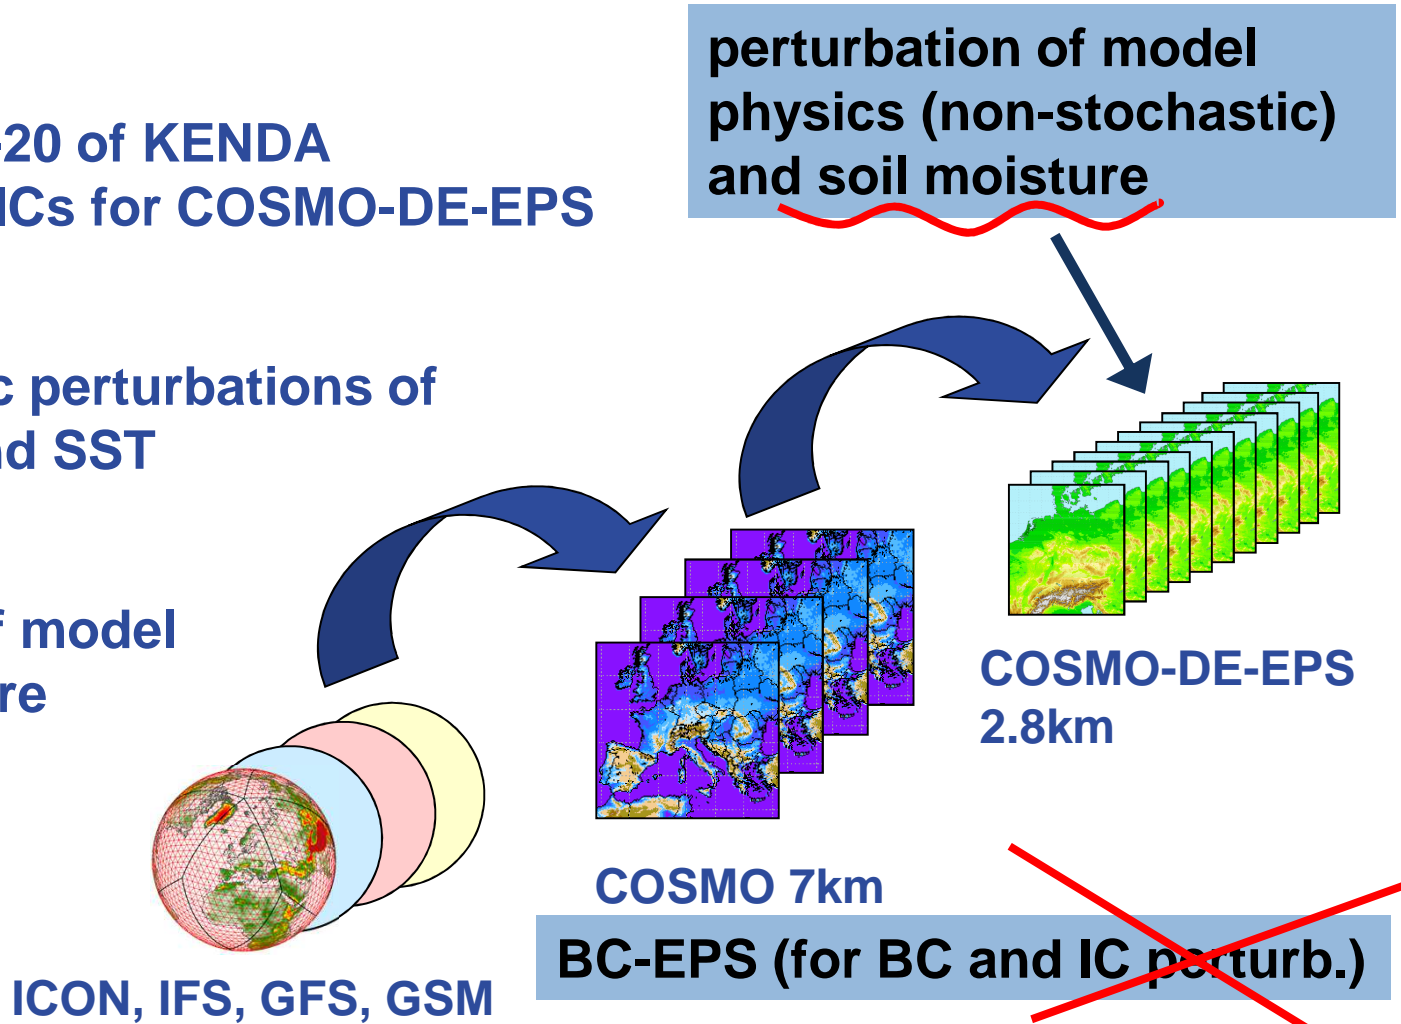 perturbation of model
physics (non-stochastic)
and soil moisture
-20 of KENDA
ICs for COSMO-DE-EPS
c perturbations of
nd SST
f model
re
COSMO-DE-EPS
2.8km
COSMO 7km
BC-EPS (for BC and IC perturb.)
ICON, IFS, GFS, GSM